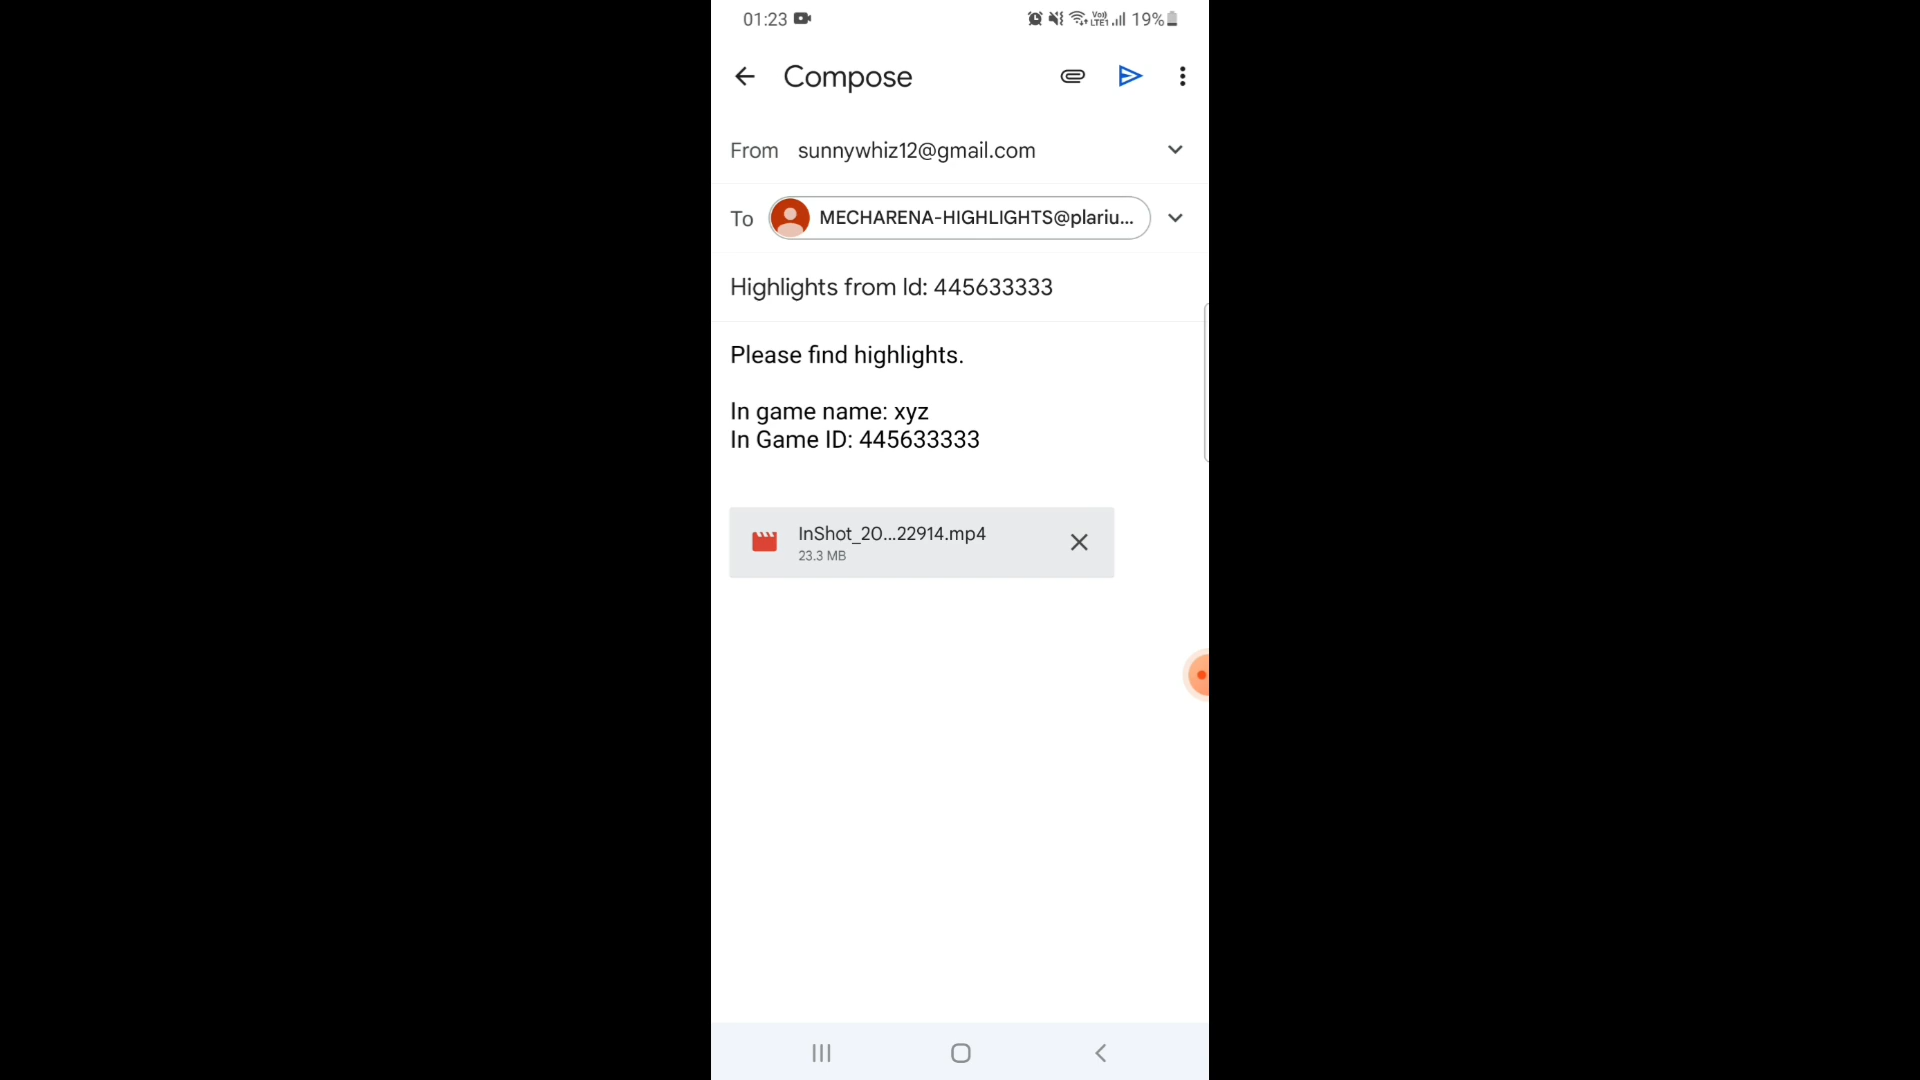 01:23 19%
Compose
From sunnywhiz12@gmail.com
To MECHARENA-HIGHLIGHTS@plariu...
Highlights from Id: 445633333
Please find highlights.
In game name: xyz
In Game ID: 445633333
InShot_20...22914.mp4
23.3 MB